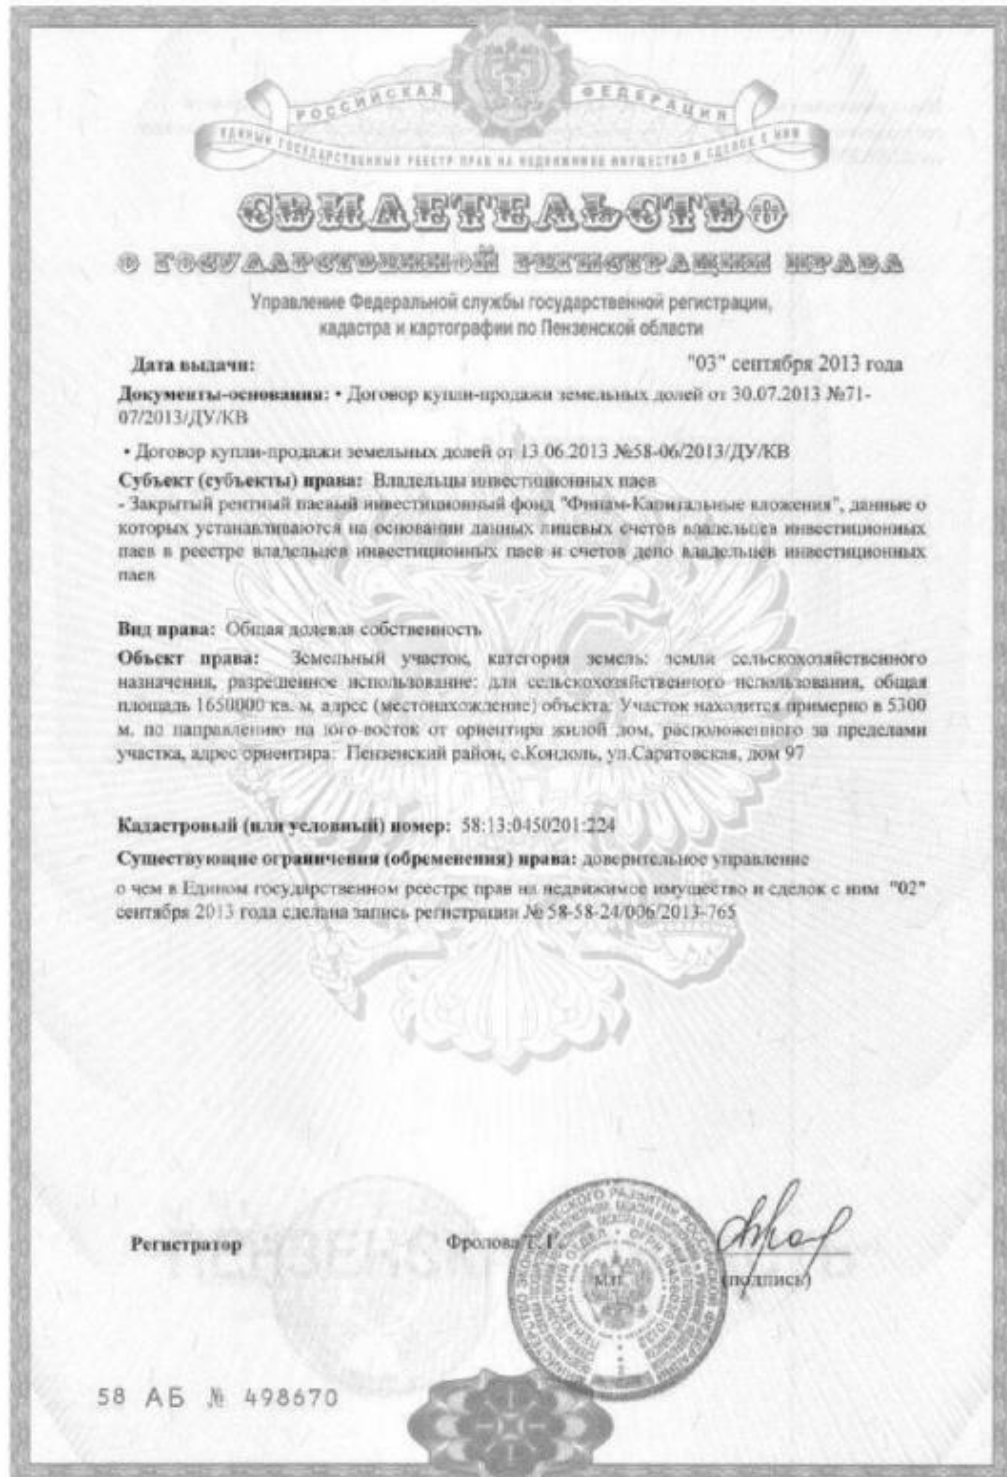 РОССИЙСКАЯ ФЕДЕРАЦИЯ
ЕДИНЫЙ ГОСУДАРСТВЕННЫЙ РЕЕСТР ПРАВ НА НЕДВИЖИМОЕ ИМУЩЕСТВО И СДЕЛОК С НИМ
СВИДЕТЕЛЬСТВО
О ГОСУДАРСТВЕННОЙ РЕГИСТРАЦИИ ПРАВА
Управление Федеральной службы государственной регистрации,
кадастра и картографии по Пензенской области
Дата выдачи: "03" сентября 2013 года
Документы-основания: • Договор купли-продажи земельных долей от 30.07.2013 №71-
07/2013/ДУ/КВ
• Договор купли-продажи земельных долей от 13.06.2013 №58-06/2013/ДУ/КВ
Субъект (субъекты) права: Владельцы инвестиционных паев
- Закрытый рентный паевый инвестиционный фонд "Финам-Капитальные вложения", данные о
которых устанавливаются на основании данных лицевых счетов владельцев инвестиционных
паев в реестре владельцев инвестиционных паев и счетов депо владельцев инвестиционных
паев
Вид права: Общая долевая собственность
Объект права: Земельный участок, категория земель: земли сельскохозяйственного
назначения, разрешенное использование: для сельскохозяйственного использования, общая
площадь 1650000 кв. м, адрес (местонахождение) объекта: Участок находится примерно в 5300
м. по направлению на юго-восток от ориентира жилой дом, расположенного за пределами
участка, адрес ориентира: Пензенский район, с.Кондоль, ул.Саратовская, дом 97
Кадастровый (или условный) номер: 58:13:0450201:224
Существующие ограничения (обременения) права: доверительное управление
о чем в Едином государственном реестре прав на недвижимое имущество и сделок с ним "02"
сентября 2013 года сделана запись регистрации № 58-58-24/006/2013-765
Регистратор Фролова Т.
М.П.
(подпись)
58 АБ № 498670